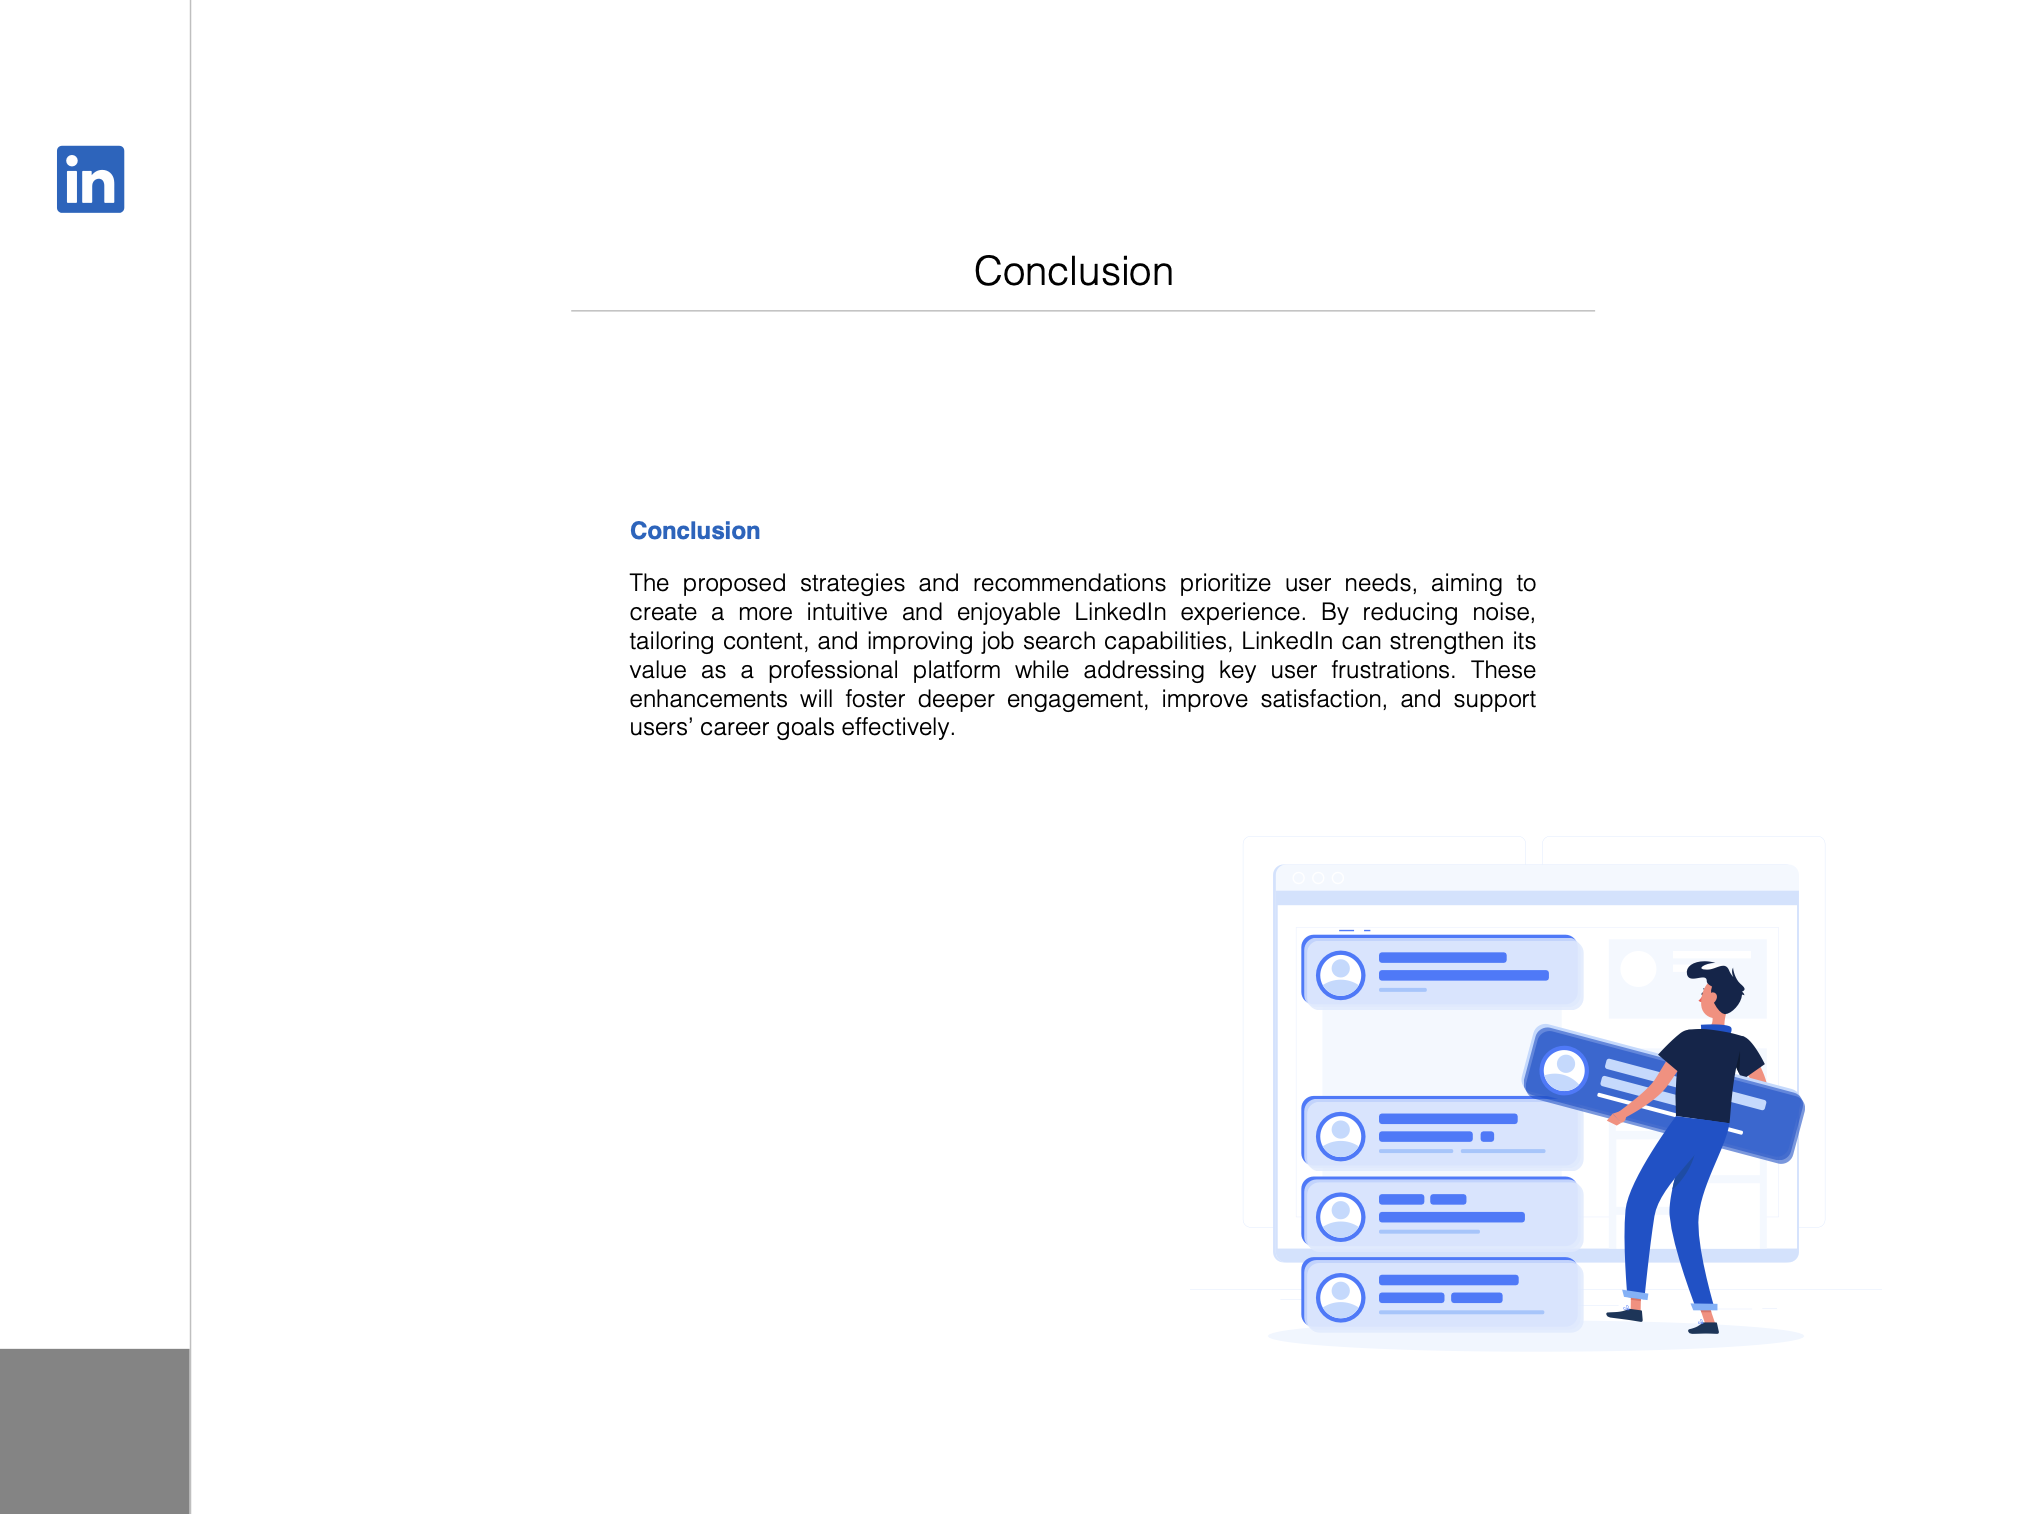 in
Conclusion
Conclusion
The proposed strategies and recommendations prioritize user needs, aiming to
create a more intuitive and enjoyable LinkedIn experience. By reducing noise,
tailoring content, and improving job search capabilities, LinkedIn can strengthen its
value as a professional platform while addressing key user frustrations. These
enhancements will foster deeper engagement, improve satisfaction, and support
users’ career goals effectively.